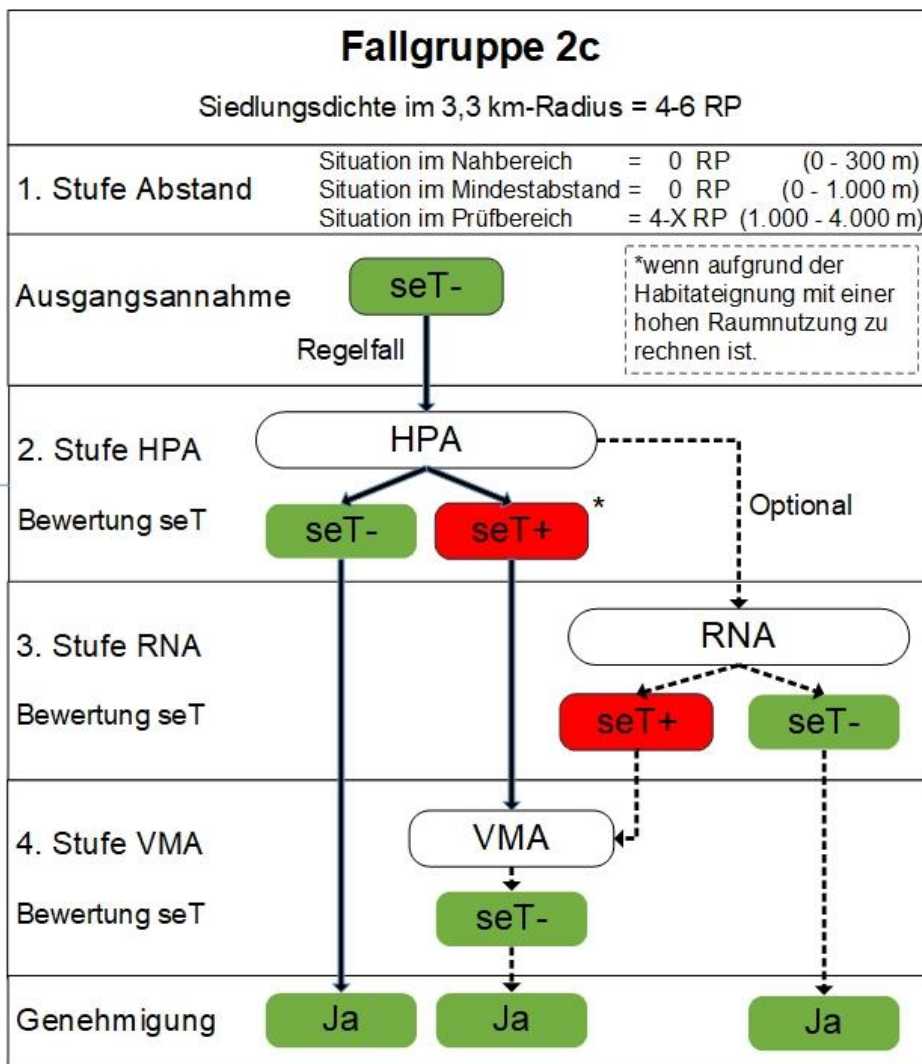 Fallgruppe 2c
Siedlungsdichte im 3,3 km-Radius = 4-6 RP
1. Stufe Abstand
Situation im Nahbereich = 0 RP (0 - 300 m)
Situation im Mindestabstand = 0 RP (0 - 1.000 m)
Situation im Prüfbereich = 4-X RP (1.000 - 4.000 m)
Ausgangsannahme
seT-
*wenn aufgrund der
Habitateignung mit einer
hohen Raumnutzung zu
rechnen ist.
Regelfall
2. Stufe HPA
HPA
Optional
Bewertung seT
seT-
seT+ *
3. Stufe RNA
RNA
Bewertung seT
seT+
seT-
4. Stufe VMA
VMA
Bewertung seT
seT-
Genehmigung
Ja
Ja
Ja